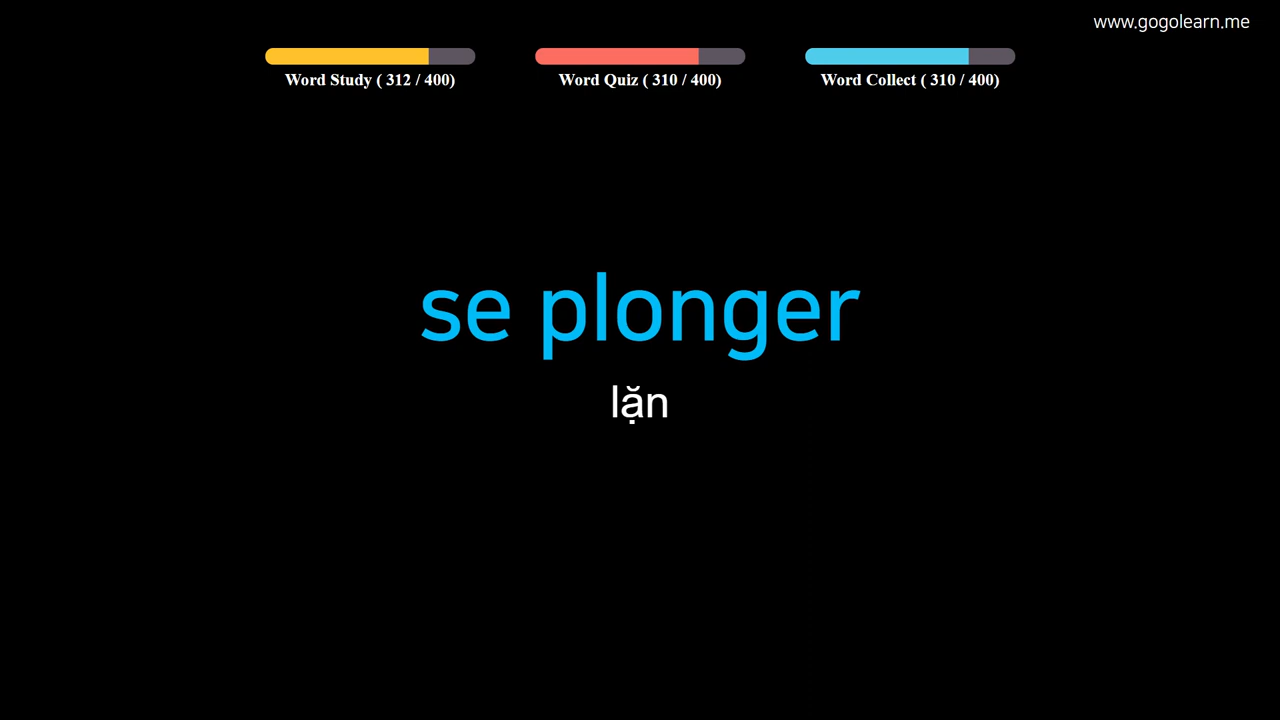 www.gogolearn.me
Word Study ( 312 / 400)
Word Quiz ( 310 / 400)
Word Collect ( 310 / 400)
se plonger
lặn